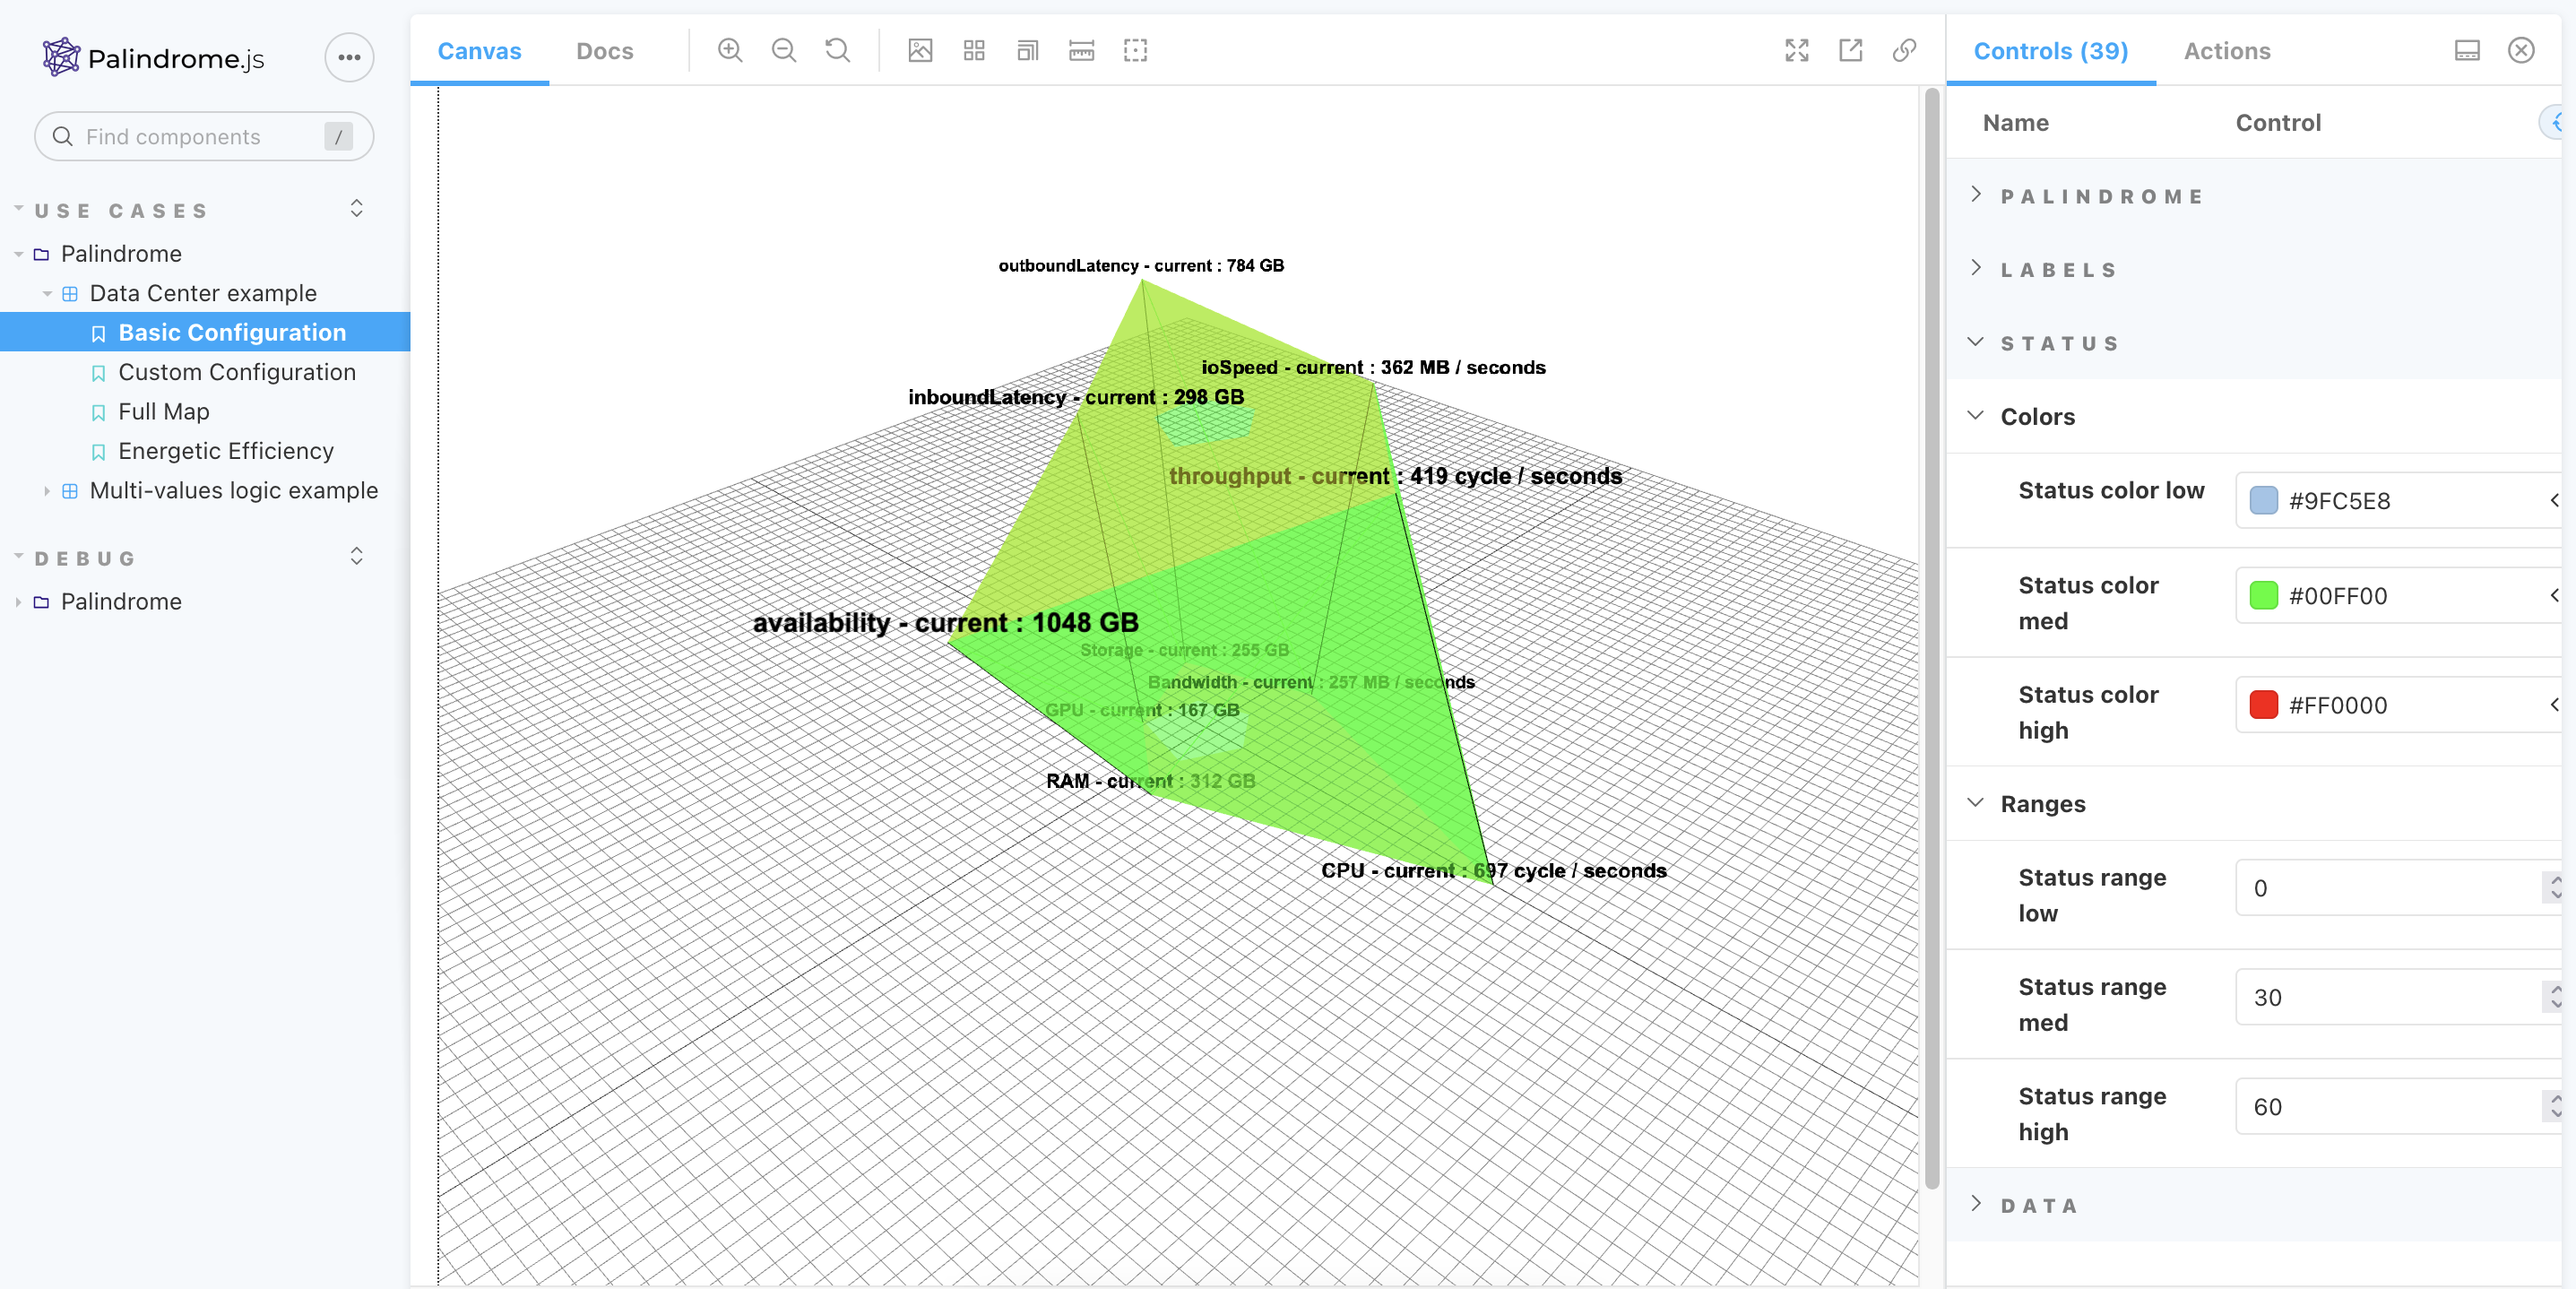 Palindrome.js
Find components /
USE CASES
Palindrome
Data Center example
Basic Configuration
Custom Configuration
Full Map
Energetic Efficiency
Multi-values logic example
DEBUG
Palindrome
Canvas Docs
outboundLatency - current : 784 GB
ioSpeed - current : 362 MB / seconds
inboundLatency - current : 298 GB
throughput - current : 419 cycle / seconds
availability - current : 1048 GB
Storage - current : 255 GB
Bandwidth - current : 257 MB / seconds
GPU - current : 167 GB
RAM - current : 312 GB
CPU - current : 697 cycle / seconds
Controls (39) Actions
Name Control
PALINDROME
LABELS
STATUS
Colors
Status color low #9FC5E8
Status color
med
#00FF00
Status color
high
#FF0000
Ranges
Status range
low
0
Status range
med
30
Status range
high
60
DATA